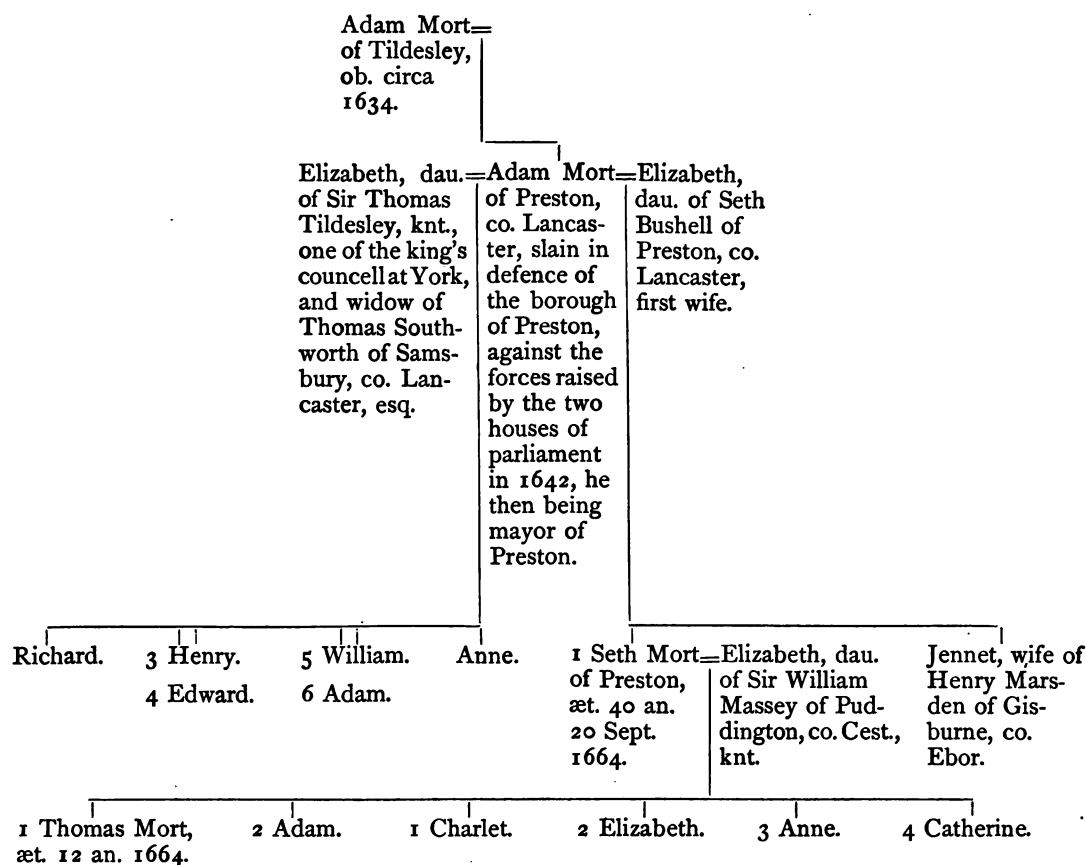 Adam Mort=
of Tildesley,
ob. circa
1634.
Elizabeth, dau.=
of Sir Thomas
Tildesley, knt.,
one of the king's
councell at York,
and widow of
Thomas South-
worth of Sams-
bury, co. Lan-
caster, esq.
Adam Mort=
of Preston,
co. Lancas-
ter, slain in
defence of
the borough
of Preston,
against the
forces raised
by the two
houses of
parliament
in 1642, he
then being
mayor of
Preston.
Elizabeth,
dau. of Seth
Bushell of
Preston, co.
Lancaster,
first wife.
Richard.
3 Henry.
4 Edward.
5 William.
6 Adam.
Anne.
1 Seth Mort=
of Preston,
æt. 40 an.
20 Sept.
1664.
Elizabeth, dau.
of Sir William
Massey of Pud-
dington, co. Cest.,
knt.
Jennet, wife of
Henry Mars-
den of Gis-
burne, co.
Ebor.
1 Thomas Mort,
æt. 12 an. 1664.
2 Adam.
1 Charlet.
2 Elizabeth.
3 Anne.
4 Catherine.